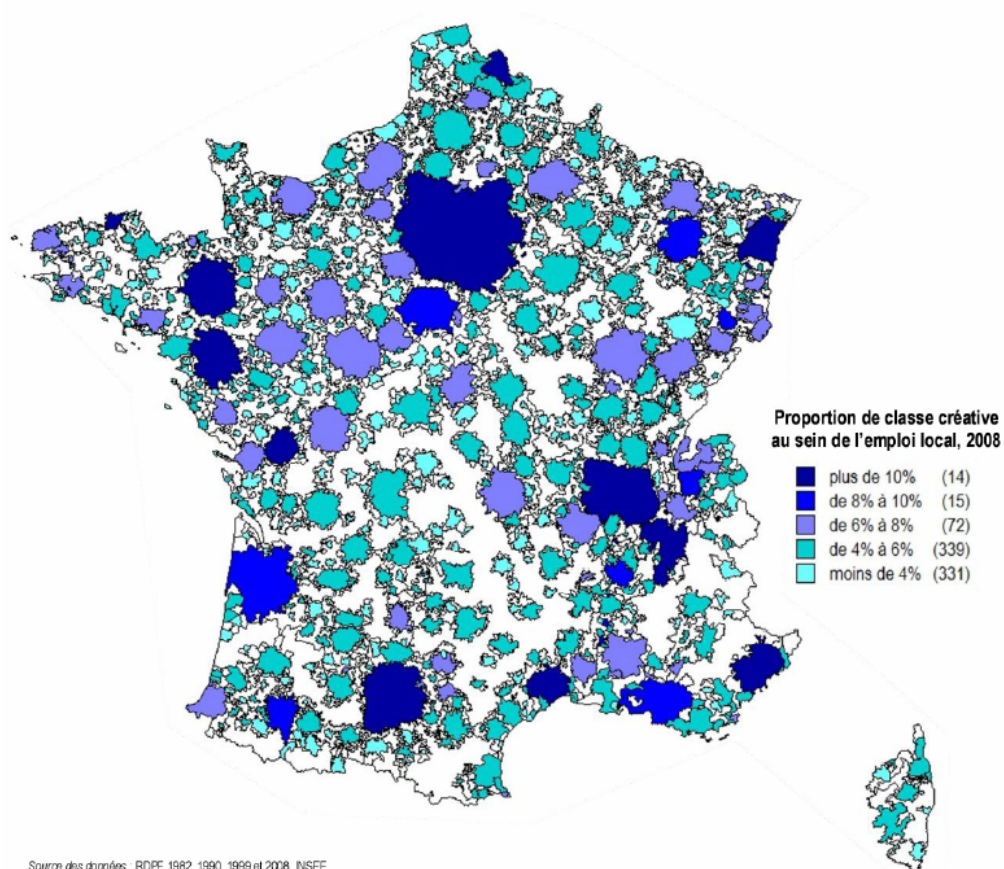 Proportion de classe créative
au sein de l'emploi local, 2008
plus de 10% (14)
de 8% à 10% (15)
de 6% à 8% (72)
de 4% à 6% (339)
moins de 4% (331)
Source des données : RDPF 1982, 1990, 1999 et 2008, INSEE